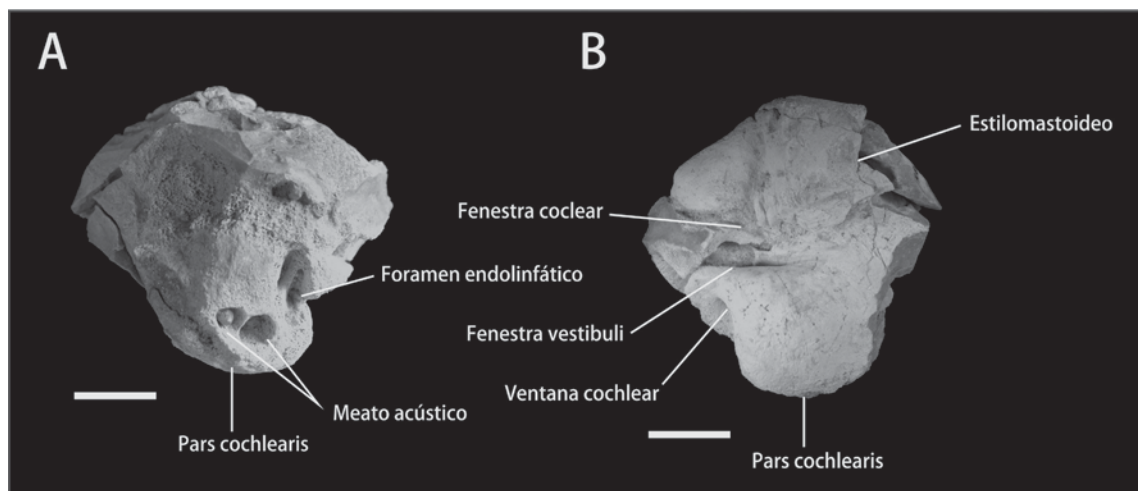 A
B
Estilomastoideo
Fenestra coclear
Foramen endolinfático
Fenestra vestibuli
Ventana cochlear
Meato acústico
Pars cochlearis
Pars cochlearis